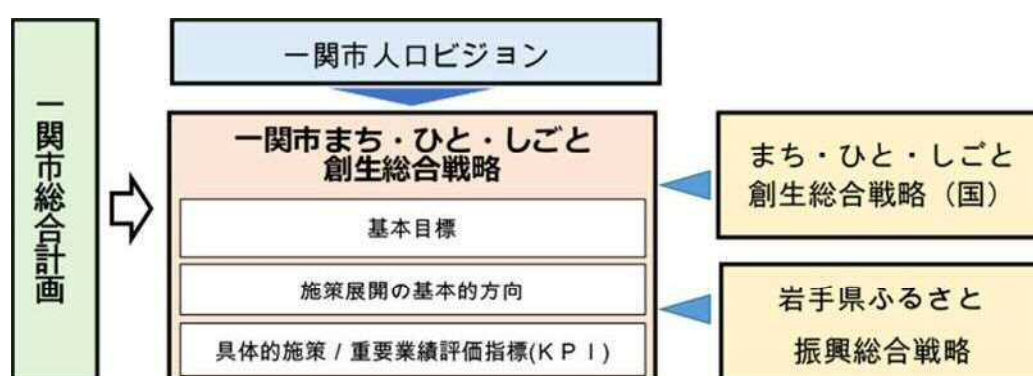 一関市総合計画
一関市人口ビジョン
一関市まち・ひと・しごと
創生総合戦略
基本目標
施策展開の基本的方向
具体的施策 / 重要業績評価指標(ＫＰＩ)
まち・ひと・しごと
創生総合戦略（国）
岩手県ふるさと
振興総合戦略